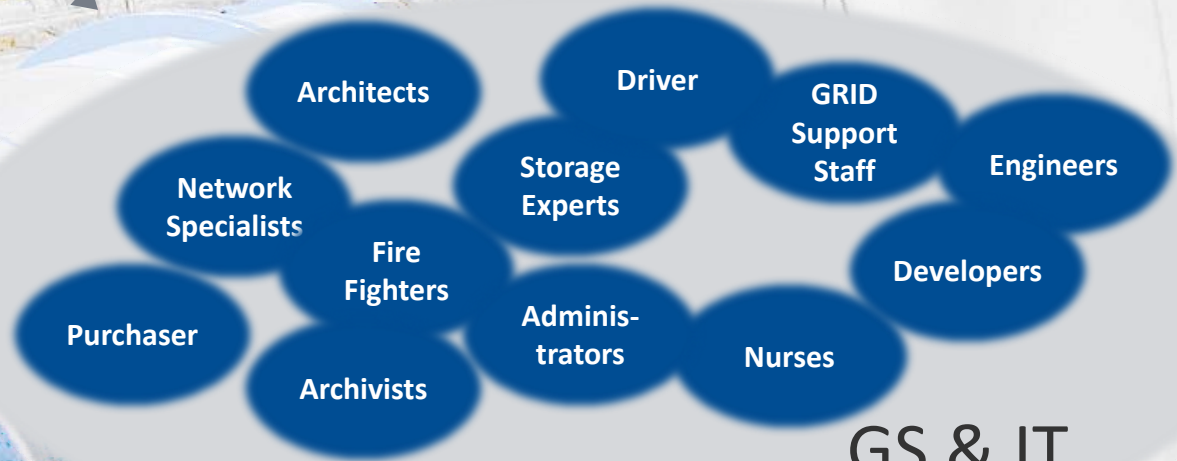 Architects
Driver
GRID
Support
Staff
Engineers
Network
Specialists
Storage
Experts
Fire
Fighters
Developers
Purchaser
Adminis-
trators
Nurses
Archivists
GS & IT